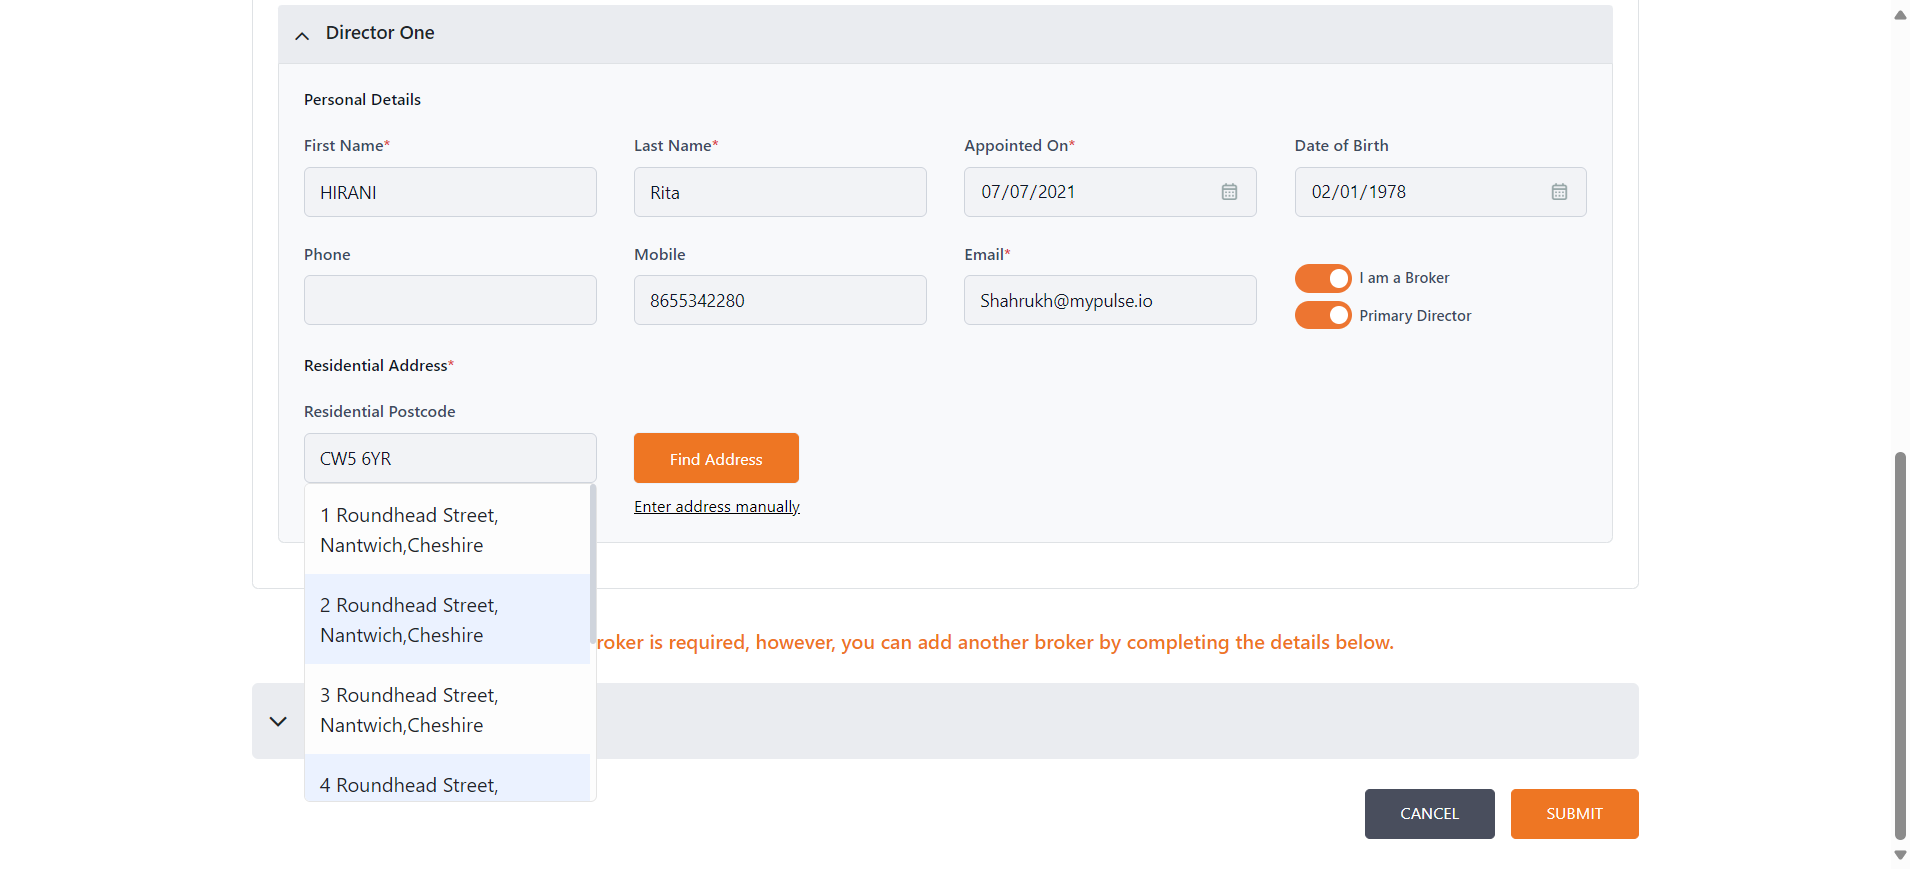 Director One
Personal Details
First Name*
Last Name*
Appointed On*
Date of Birth
HIRANI
Rita
07/07/2021
02/01/1978
Phone
Mobile
Email*
I am a Broker
8655342280
Shahrukh@mypulse.io
Primary Director
Residential Address*
Residential Postcode
CW5 6YR
Find Address
Enter address manually
1 Roundhead Street,
Nantwich,Cheshire
2 Roundhead Street,
Nantwich,Cheshire
roker is required, however, you can add another broker by completing the details below.
3 Roundhead Street,
Nantwich,Cheshire
4 Roundhead Street,
CANCEL
SUBMIT